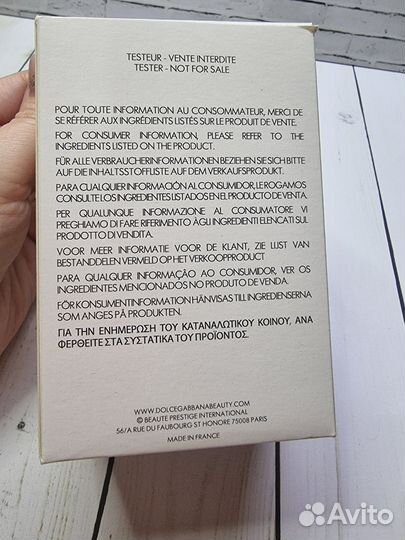 TESTEUR - VENTE INTERDITE
TESTER - NOT FOR SALE
POUR TOUTE INFORMATION AU CONSOMMATEUR, MERCI DE
SE RÉFÉRER AUX INGRÉDIENTS LISTÉS SUR LE PRODUIT DE VENTE.
FOR CONSUMER INFORMATION, PLEASE REFER TO THE
INGREDIENTS LISTED ON THE PRODUCT.
FÜR ALLE VERBRAUCHERINFORMATIONEN BEZIEHEN SIE SICH BITTE
AUF DIE INHALTSSTOFFLISTE AUF DEM VERKAUFSPRODUKT.
PARA CUALQUIER INFORMACIÓN AL CONSUMIDOR, LE ROGAMOS
CONSULTE LOS INGREDIENTES LISTADOS EN EL PRODUCTO DE VENTA.
PER QUALUNQUE INFORMAZIONE AL CONSUMATORE VI
PREGHIAMO DI FARE RIFERIMENTO ÀGLI INGREDIENTI ELENCATI SUL
PRODOTTO DI VENDITA.
VOOR MEER INFORMATIE VOOR DE KLANT, ZIE LIJST VAN
BESTANDDELEN VERMELD OP HET VERKOOPPRODUCT
PARA QUALQUER INFORMAÇÃO AO CONSUMIDOR, VER OS
INGREDIENTES MENCIONADOS NO PRODUTO DE VENDA.
FÖR KONSUMENTINFORMATION HÄNVISAS TILL INGREDIENSERNA
SOM ANGES PÅ PRODUKTEN.
ΓΙΑ ΤΗΝ ΕΝΗΜΕΡΩΣΗ ΤΟΥ ΚΑΤΑΝΑΛΩΤΙΚΟΥ ΚΟΙΝΟΥ, ΑΝΑ
ΦΕΡΘΕΙΤΕ ΣΤΑ ΣΥΣΤΑΤΙΚΑ ΤΟΥ ΠΡΟΪΟΝΤΟΣ.
WWW.DOLCEGABBANABEAUTY.COM
© BEAUTE PRESTIGE INTERNATIONAL
56/A RUE DU FAUBOURG ST HONORE 75008 PARIS
MADE IN FRANCE
Avito